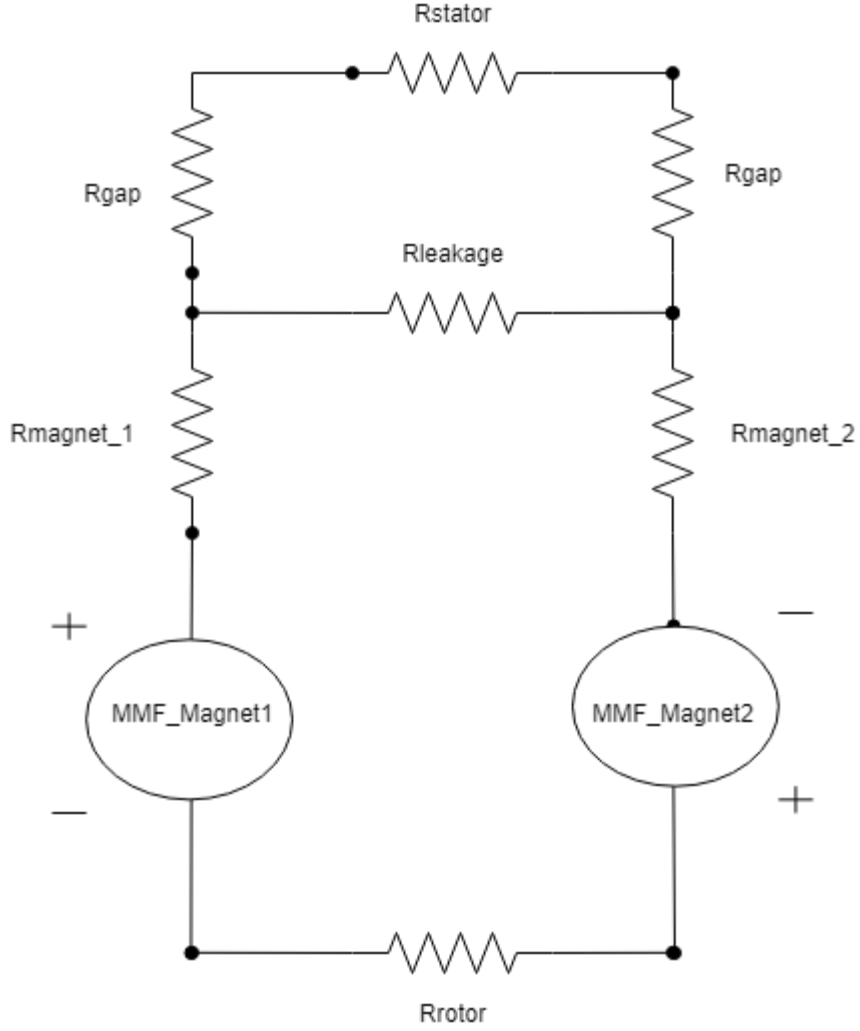 Rstator
Rgap
Rgap
Rleakage
Rmagnet_1
Rmagnet_2
+
—
MMF_Magnet1
MMF_Magnet2
—
+
Rrotor